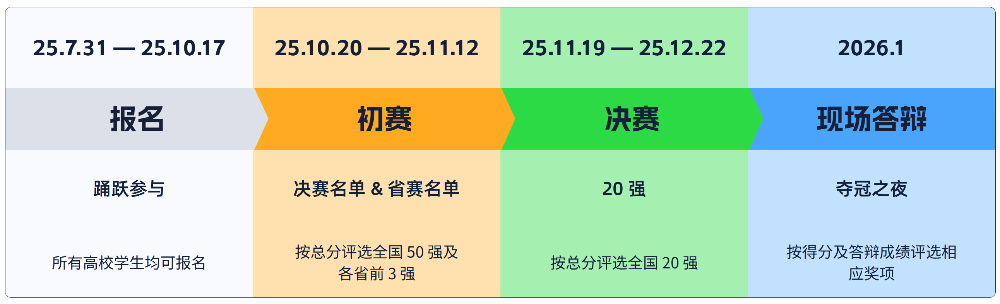 25.7.31 — 25.10.17
25.10.20 — 25.11.12
25.11.19 — 25.12.22
2026.1
报名
初赛
决赛
现场答辩
踊跃参与
决赛名单 & 省赛名单
20 强
夺冠之夜
所有高校学生均可报名
按总分评选全国 50 强及
各省前 3 强
按总分评选全国 20 强
按得分及答辩成绩评选相
应奖项